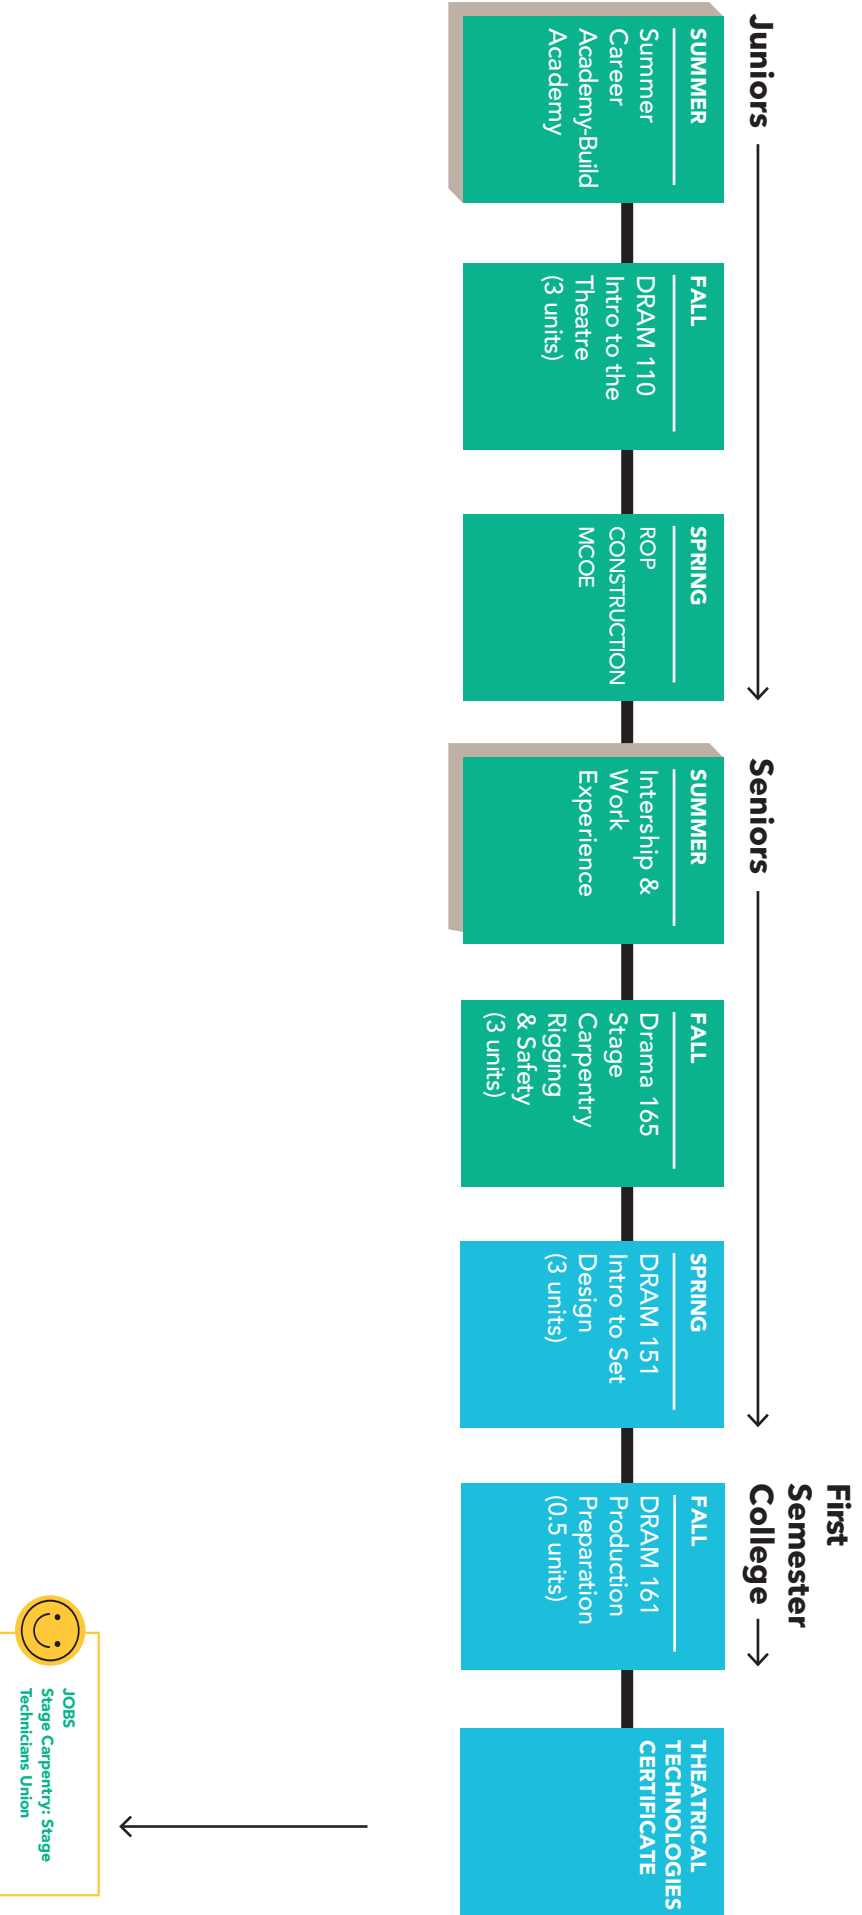 Juniors
SUMMER
Summer
Career
Academy-Build
Academy
FALL
DRAM 110
Intro to the
Theatre
(3 units)
SPRING
ROP
CONSTRUCTION
MCOE
Seniors
SUMMER
Intership &
Work
Experience
FALL
Drama 165
Stage
Carpentry
Rigging
& Safety
(3 units)
SPRING
DRAM 151
Intro to Set
Design
(3 units)
First
Semester
College
FALL
DRAM 161
Production
Preparation
(0.5 units)
THEATRICAL
TECHNOLOGIES
CERTIFICATE
JOBS
Stage Carpentry: Stage
Technicians Union